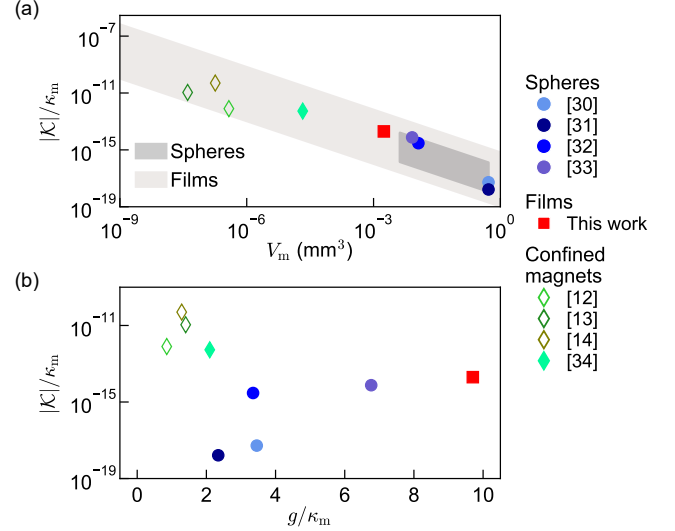 (a)
10⁻⁷
10⁻¹¹
10⁻¹⁵
10⁻¹⁹
|𝒦|/κₘ
Spheres
Films
10⁻⁹
10⁻⁶
10⁻³
10⁰
Vₘ (mm³)
Spheres
[30]
[31]
[32]
[33]
Films
This work
Confined
magnets
[12]
[13]
[14]
[34]
(b)
10⁻¹¹
10⁻¹⁵
10⁻¹⁹
|𝒦|/κₘ
0
2
4
6
8
10
g/κₘ